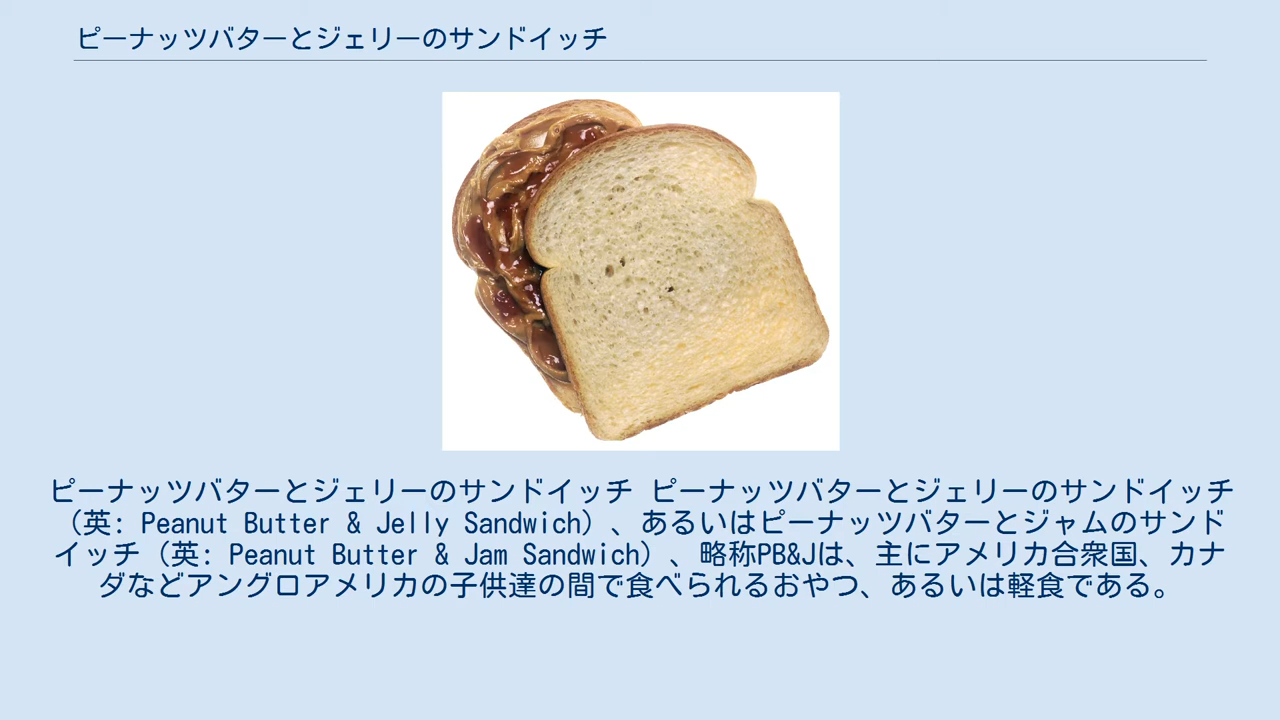 ピーナッツバターとジェリーのサンドイッチ
ピーナッツバターとジェリーのサンドイッチ ピーナッツバターとジェリーのサンドイッチ
（英: Peanut Butter & Jelly Sandwich）、あるいはピーナッツバターとジャムのサンド
イッチ（英: Peanut Butter & Jam Sandwich）、略称PB&Jは、主にアメリカ合衆国、カナ
ダなどアングロアメリカの子供達の間で食べられるおやつ、あるいは軽食である。